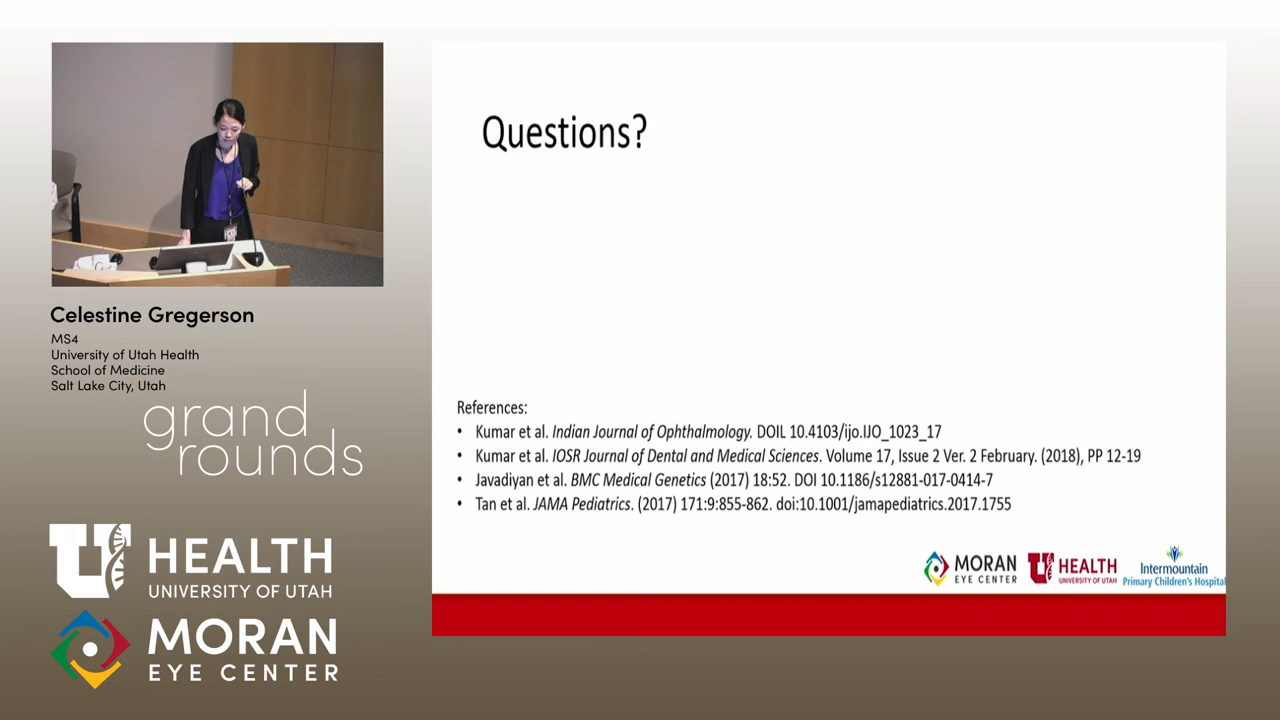 Celestine Gregerson
MS4
University of Utah Health
School of Medicine
Salt Lake City, Utah
grand
rounds
U HEALTH
UNIVERSITY OF UTAH
MORAN
EYE CENTER
Questions?
References:
• Kumar et al. Indian Journal of Ophthalmology. DOIL 10.4103/ijo.IJO_1023_17
• Kumar et al. IOSR Journal of Dental and Medical Sciences. Volume 17, Issue 2 Ver. 2 February. (2018), PP 12-19
• Javadiyan et al. BMC Medical Genetics (2017) 18:52. DOI 10.1186/s12881-017-0414-7
• Tan et al. JAMA Pediatrics. (2017) 171:9:855-862. doi:10.1001/jamapediatrics.2017.1755
MORAN
EYE CENTER
U HEALTH
UNIVERSITY OF UTAH
Intermountain
Primary Children's Hospital